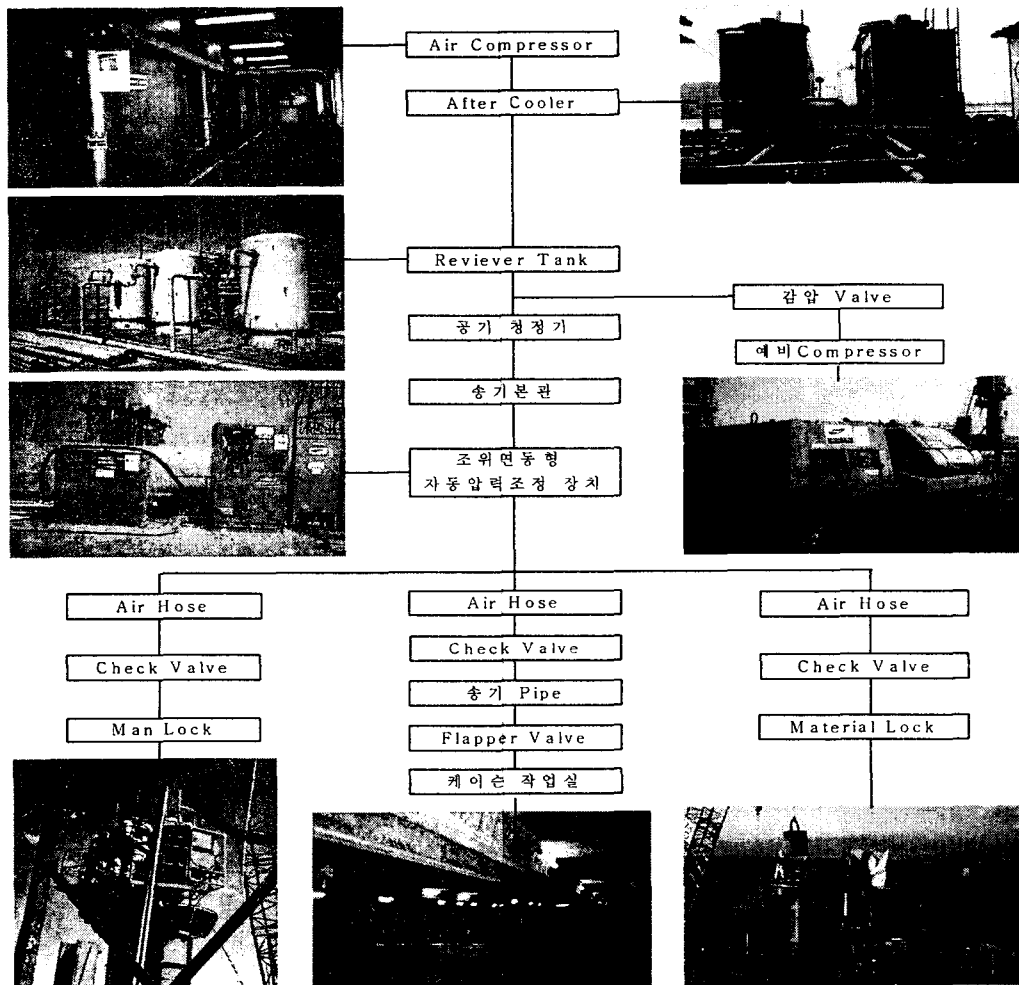 Air Compressor
After Cooler
Reviever Tank
감압 Valve
공기 청정기
예비Compressor
송기본관
조위면동형
자동압력조정 장치
Air Hose
Air Hose
Air Hose
Check Valve
Check Valve
Check Valve
송기 Pipe
Man Lock
Flapper Valve
Material Lock
케이슨 작업실